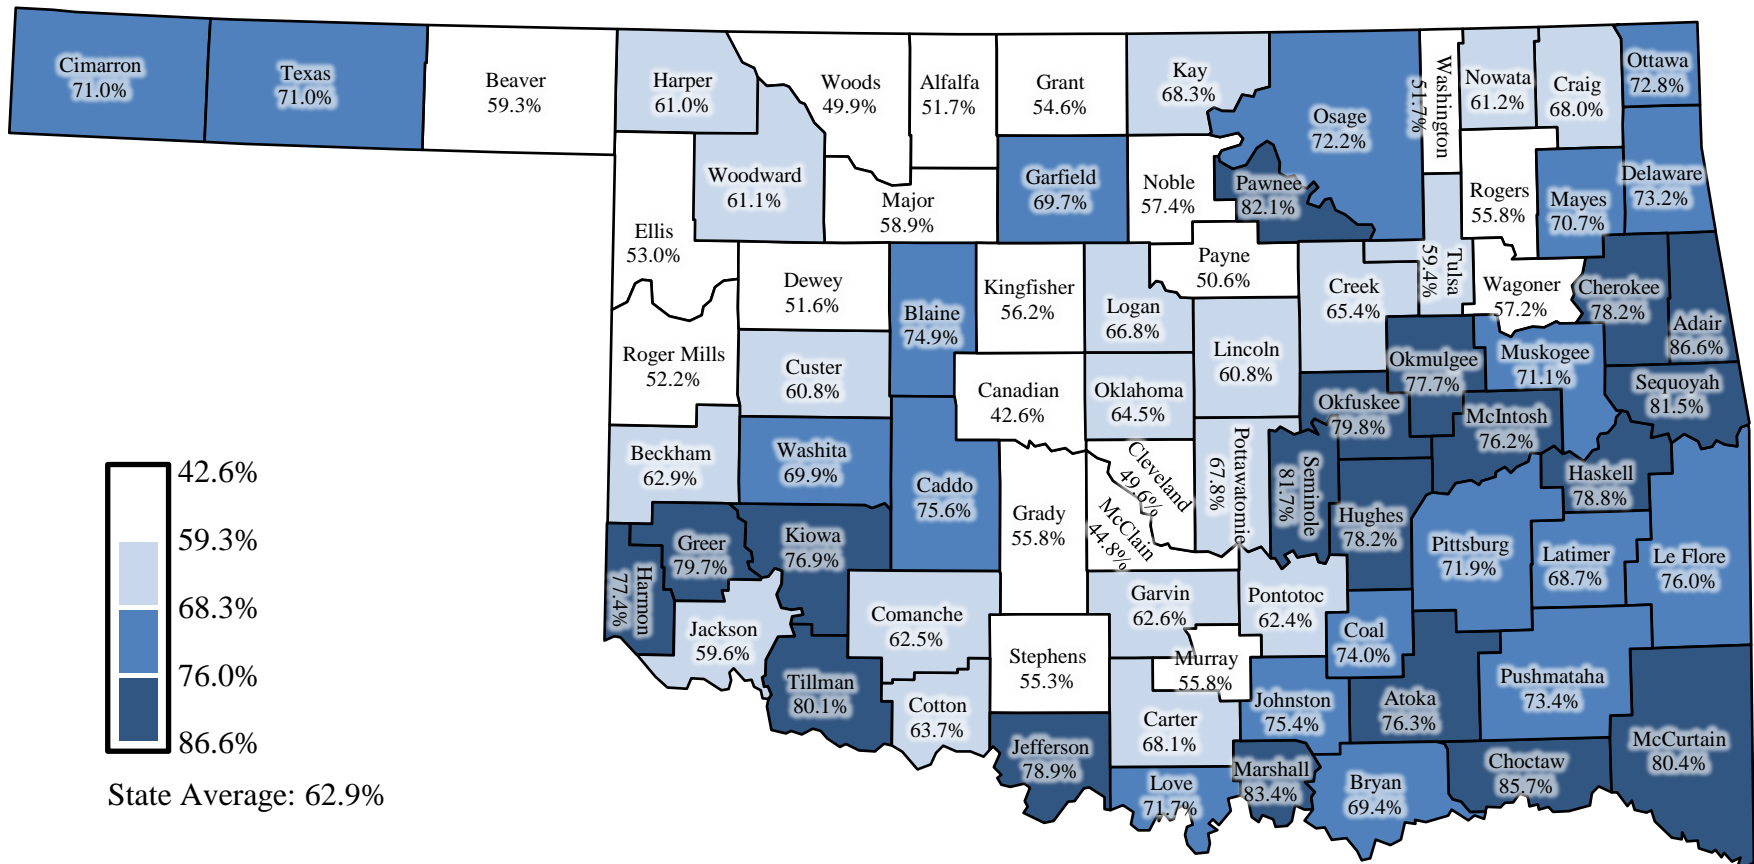 Cimarron
71.0%
Texas
71.0%
Beaver
59.3%
Harper
61.0%
Woods
49.9%
Alfalfa
51.7%
Grant
54.6%
Kay
68.3%
Osage
72.2%
Washington
51.7%
Nowata
61.2%
Craig
68.0%
Ottawa
72.8%
Ellis
53.0%
Woodward
61.1%
Major
58.9%
Garfield
69.7%
Noble
57.4%
Pawnee
82.1%
Rogers
55.8%
Mayes
70.7%
Delaware
73.2%
Dewey
51.6%
Blaine
74.9%
Kingfisher
56.2%
Logan
66.8%
Payne
50.6%
Creek
65.4%
Tulsa
59.4%
Wagoner
57.2%
Cherokee
78.2%
Adair
86.6%
Roger Mills
52.2%
Custer
60.8%
Canadian
42.6%
Oklahoma
64.5%
Lincoln
60.8%
Okmulgee
77.7%
Muskogee
71.1%
Sequoyah
81.5%
Beckham
62.9%
Washita
69.9%
Caddo
75.6%
Grady
55.8%
Cleveland
49.6%
McClain
44.8%
Pottawatomie
67.8%
Seminole
81.7%
Okfuskee
79.8%
McIntosh
76.2%
Haskell
78.8%
Hughes
78.2%
Harmon
77.4%
Greer
79.7%
Kiowa
76.9%
Pittsburg
71.9%
Latimer
68.7%
Le Flore
76.0%
Jackson
59.6%
Comanche
62.5%
Garvin
62.6%
Pontotoc
62.4%
Coal
74.0%
Tillman
80.1%
Cotton
63.7%
Stephens
55.3%
Murray
55.8%
Carter
68.1%
Johnston
75.4%
Atoka
76.3%
Pushmataha
73.4%
Jefferson
78.9%
Love
71.7%
Marshall
83.4%
Bryan
69.4%
Choctaw
85.7%
McCurtain
80.4%
42.6%
59.3%
68.3%
76.0%
86.6%
State Average: 62.9%